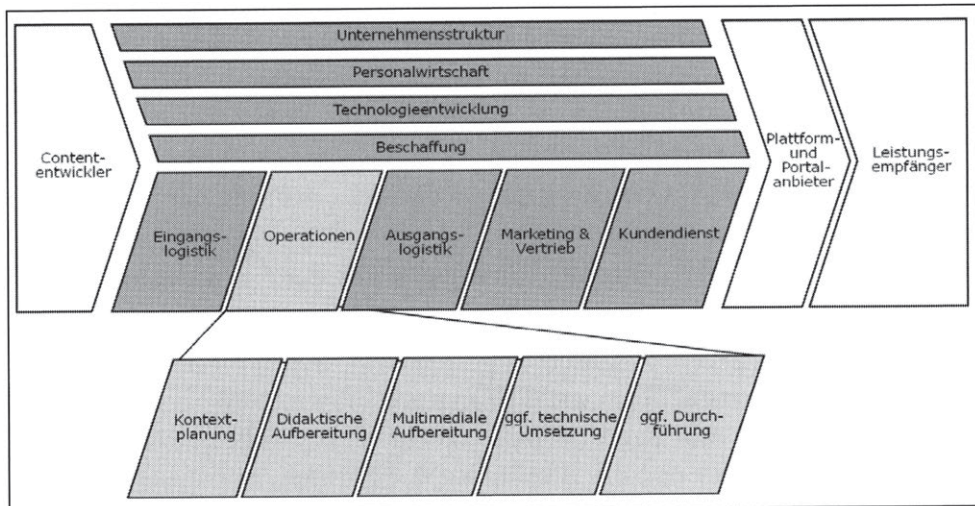 Unternehmensstruktur
Personalwirtschaft
Technologieentwicklung
Beschaffung
Content-
entwickler
Eingangs-
logistik
Operationen
Ausgangs-
logistik
Marketing &
Vertrieb
Kundendienst
Plattform-
und
Portal-
anbieter
Leistungs-
empfänger
Kontext-
planung
Didaktische
Aufbereitung
Multimediale
Aufbereitung
ggf. technische
Umsetzung
ggf. Durch-
führung